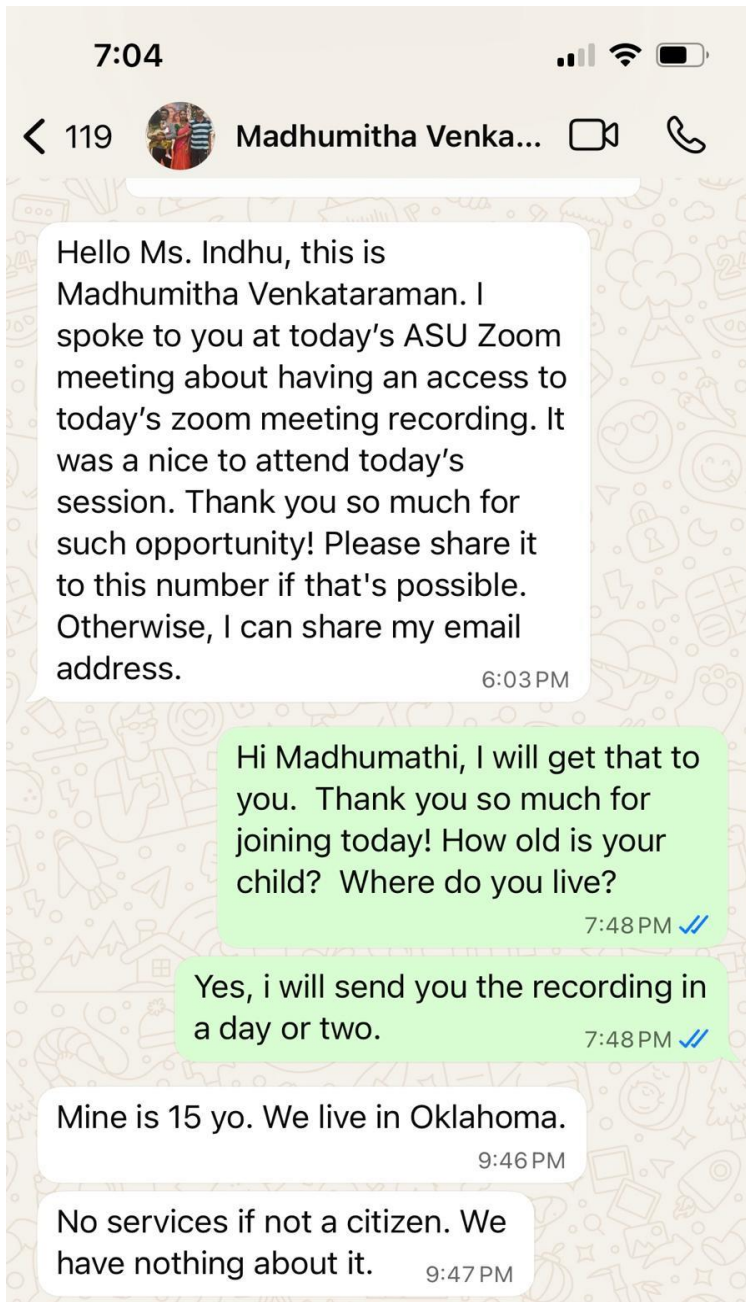 7:04
119
Madhumitha Venka...
Hello Ms. Indhu, this is
Madhumitha Venkataraman. I
spoke to you at today's ASU Zoom
meeting about having an access to
today's zoom meeting recording. It
was a nice to attend today's
session. Thank you so much for
such opportunity! Please share it
to this number if that's possible.
Otherwise, I can share my email
address.
6:03 PM
Hi Madhumathi, I will get that to
you.  Thank you so much for
joining today! How old is your
child?  Where do you live?
7:48 PM
Yes, i will send you the recording in
a day or two.
7:48 PM
Mine is 15 yo. We live in Oklahoma.
9:46 PM
No services if not a citizen. We
have nothing about it.
9:47 PM